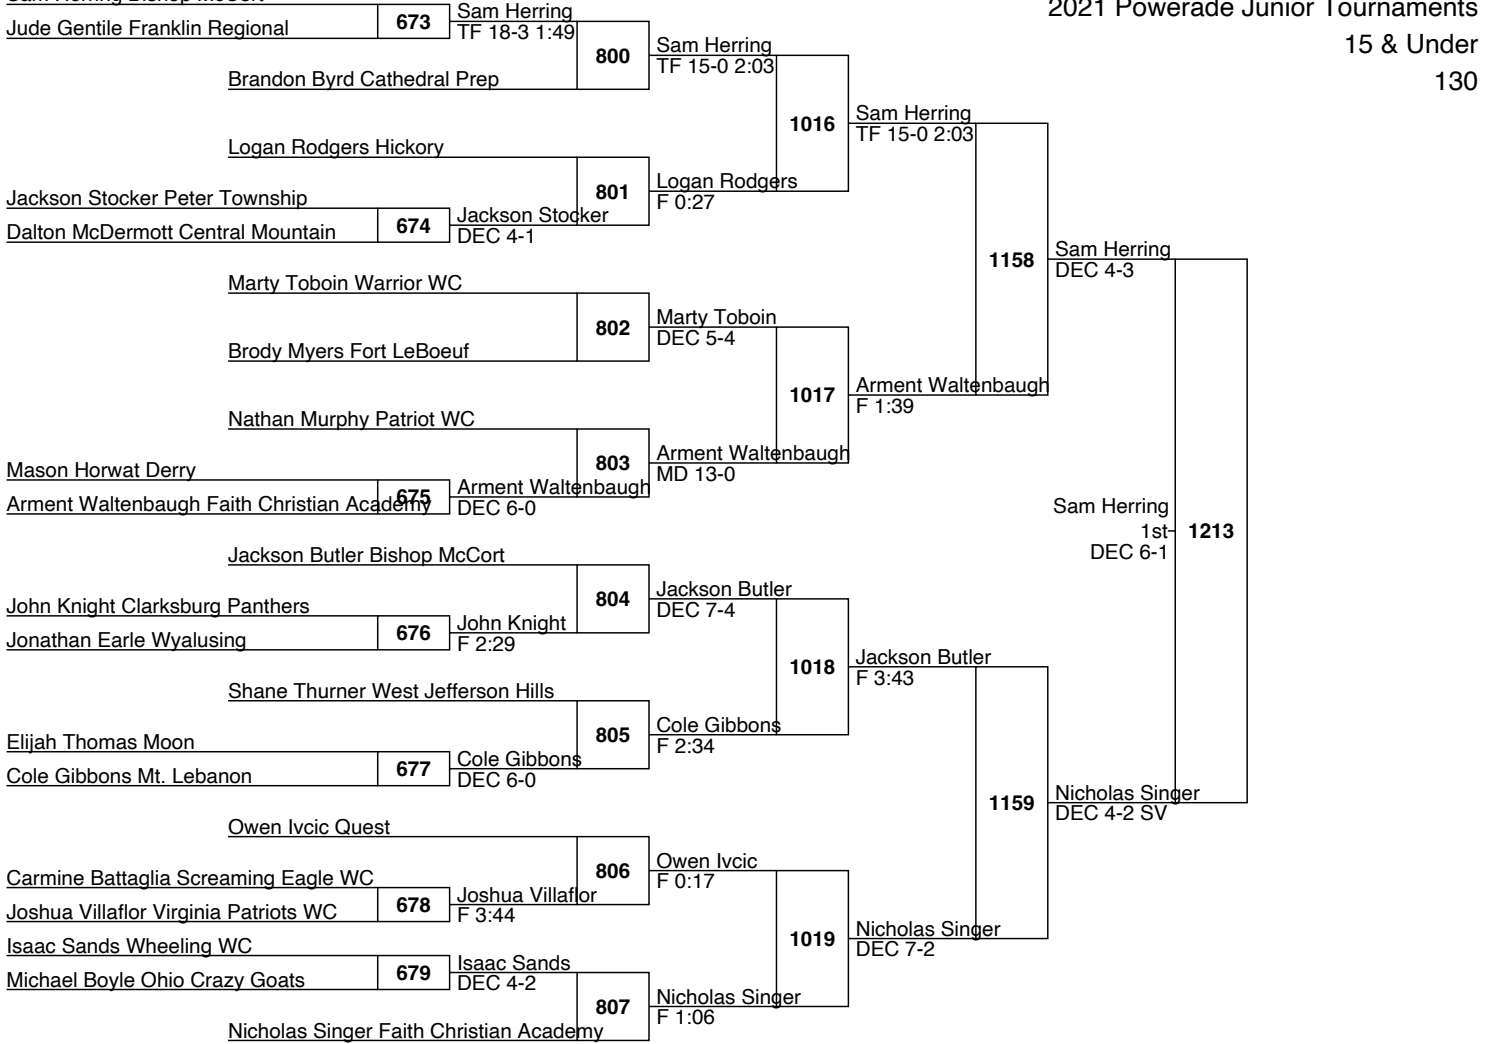 Sam Herring Bishop McCort
Jude Gentile Franklin Regional
673
Sam Herring
TF 18-3 1:49
Brandon Byrd Cathedral Prep
800
Sam Herring
TF 15-0 2:03
Logan Rodgers Hickory
Jackson Stocker Peter Township
Dalton McDermott Central Mountain
674
Jackson Stocker
DEC 4-1
801
Logan Rodgers
F 0:27
1016
Sam Herring
TF 15-0 2:03
Marty Toboin Warrior WC
Brody Myers Fort LeBoeuf
802
Marty Toboin
DEC 5-4
Nathan Murphy Patriot WC
Mason Horwat Derry
Arment Waltenbaugh Faith Christian Academy
675
Arment Waltenbaugh
DEC 6-0
803
Arment Waltenbaugh
MD 13-0
1017
Arment Waltenbaugh
F 1:39
1158
Sam Herring
DEC 4-3
Jackson Butler Bishop McCort
John Knight Clarksburg Panthers
Jonathan Earle Wyalusing
676
John Knight
F 2:29
804
Jackson Butler
DEC 7-4
Shane Thurner West Jefferson Hills
Elijah Thomas Moon
Cole Gibbons Mt. Lebanon
677
Cole Gibbons
DEC 6-0
805
Cole Gibbons
F 2:34
1018
Jackson Butler
F 3:43
Owen Ivcic Quest
Carmine Battaglia Screaming Eagle WC
Joshua Villaflor Virginia Patriots WC
678
Joshua Villaflor
F 3:44
806
Owen Ivcic
F 0:17
Isaac Sands Wheeling WC
Michael Boyle Ohio Crazy Goats
679
Isaac Sands
DEC 4-2
Nicholas Singer Faith Christian Academy
807
Nicholas Singer
F 1:06
1019
Nicholas Singer
DEC 7-2
1159
Nicholas Singer
DEC 4-2 SV
Sam Herring
1st
DEC 6-1
1213
2021 Powerade Junior Tournaments
15 & Under
130